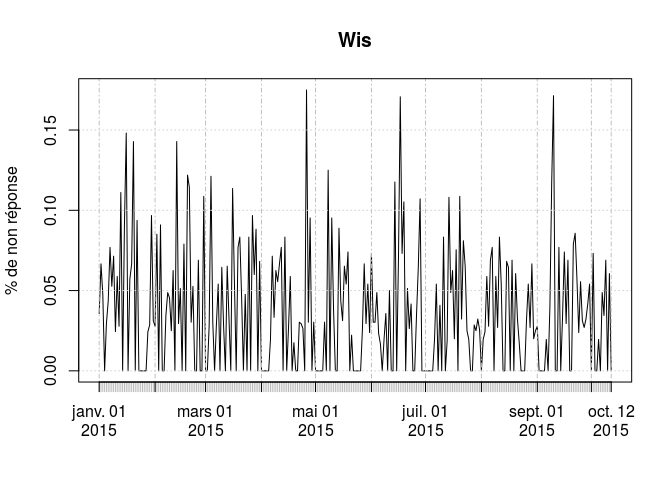 Wis
% de non réponse
0.15
0.10
0.05
0.00
janv. 01 mars 01 mai 01 juil. 01 sept. 01 oct. 12
2015 2015 2015 2015 2015 2015